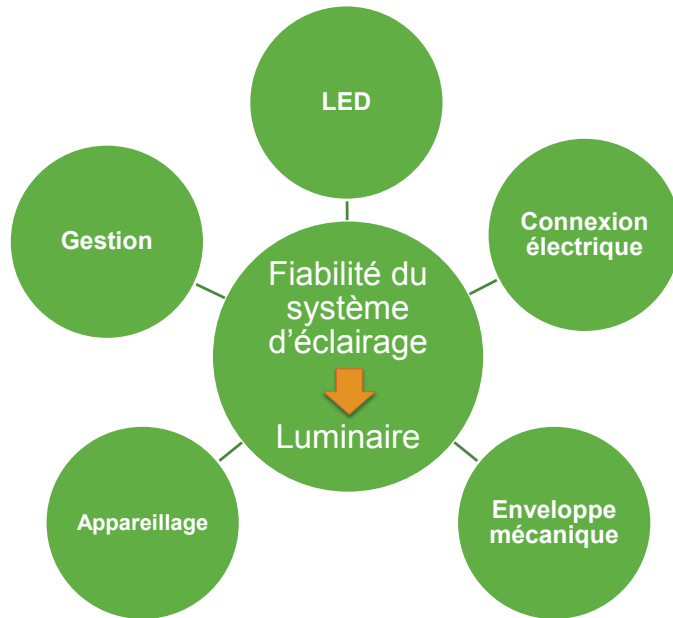 LED
Connexion
électrique
Gestion
Fiabilité du
système
d’éclairage
Luminaire
Appareillage
Enveloppe
mécanique